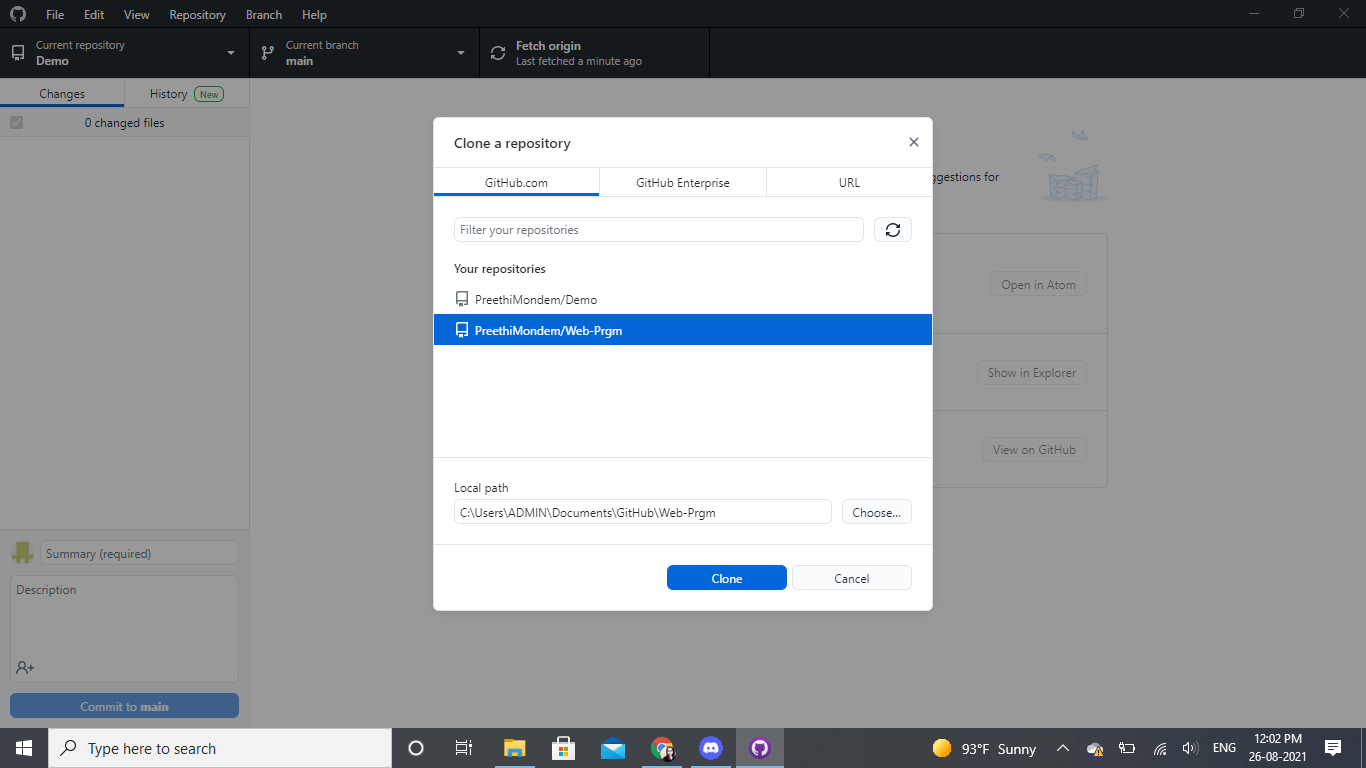 File Edit View Repository Branch Help
Current repository
Demo
Current branch
main
Fetch origin
Last fetched a minute ago
Changes
History New
0 changed files
Clone a repository
GitHub.com
GitHub Enterprise
URL
Filter your repositories
Your repositories
PreethiMondem/Demo
PreethiMondem/Web-Prgm
Local path
C:\Users\ADMIN\Documents\GitHub\Web-Prgm
Choose...
Clone
Cancel
ggestions for
Open in Atom
Show in Explorer
View on GitHub
Summary (required)
Description
Commit to main
Type here to search
93°F Sunny
ENG
12:02 PM
26-08-2021